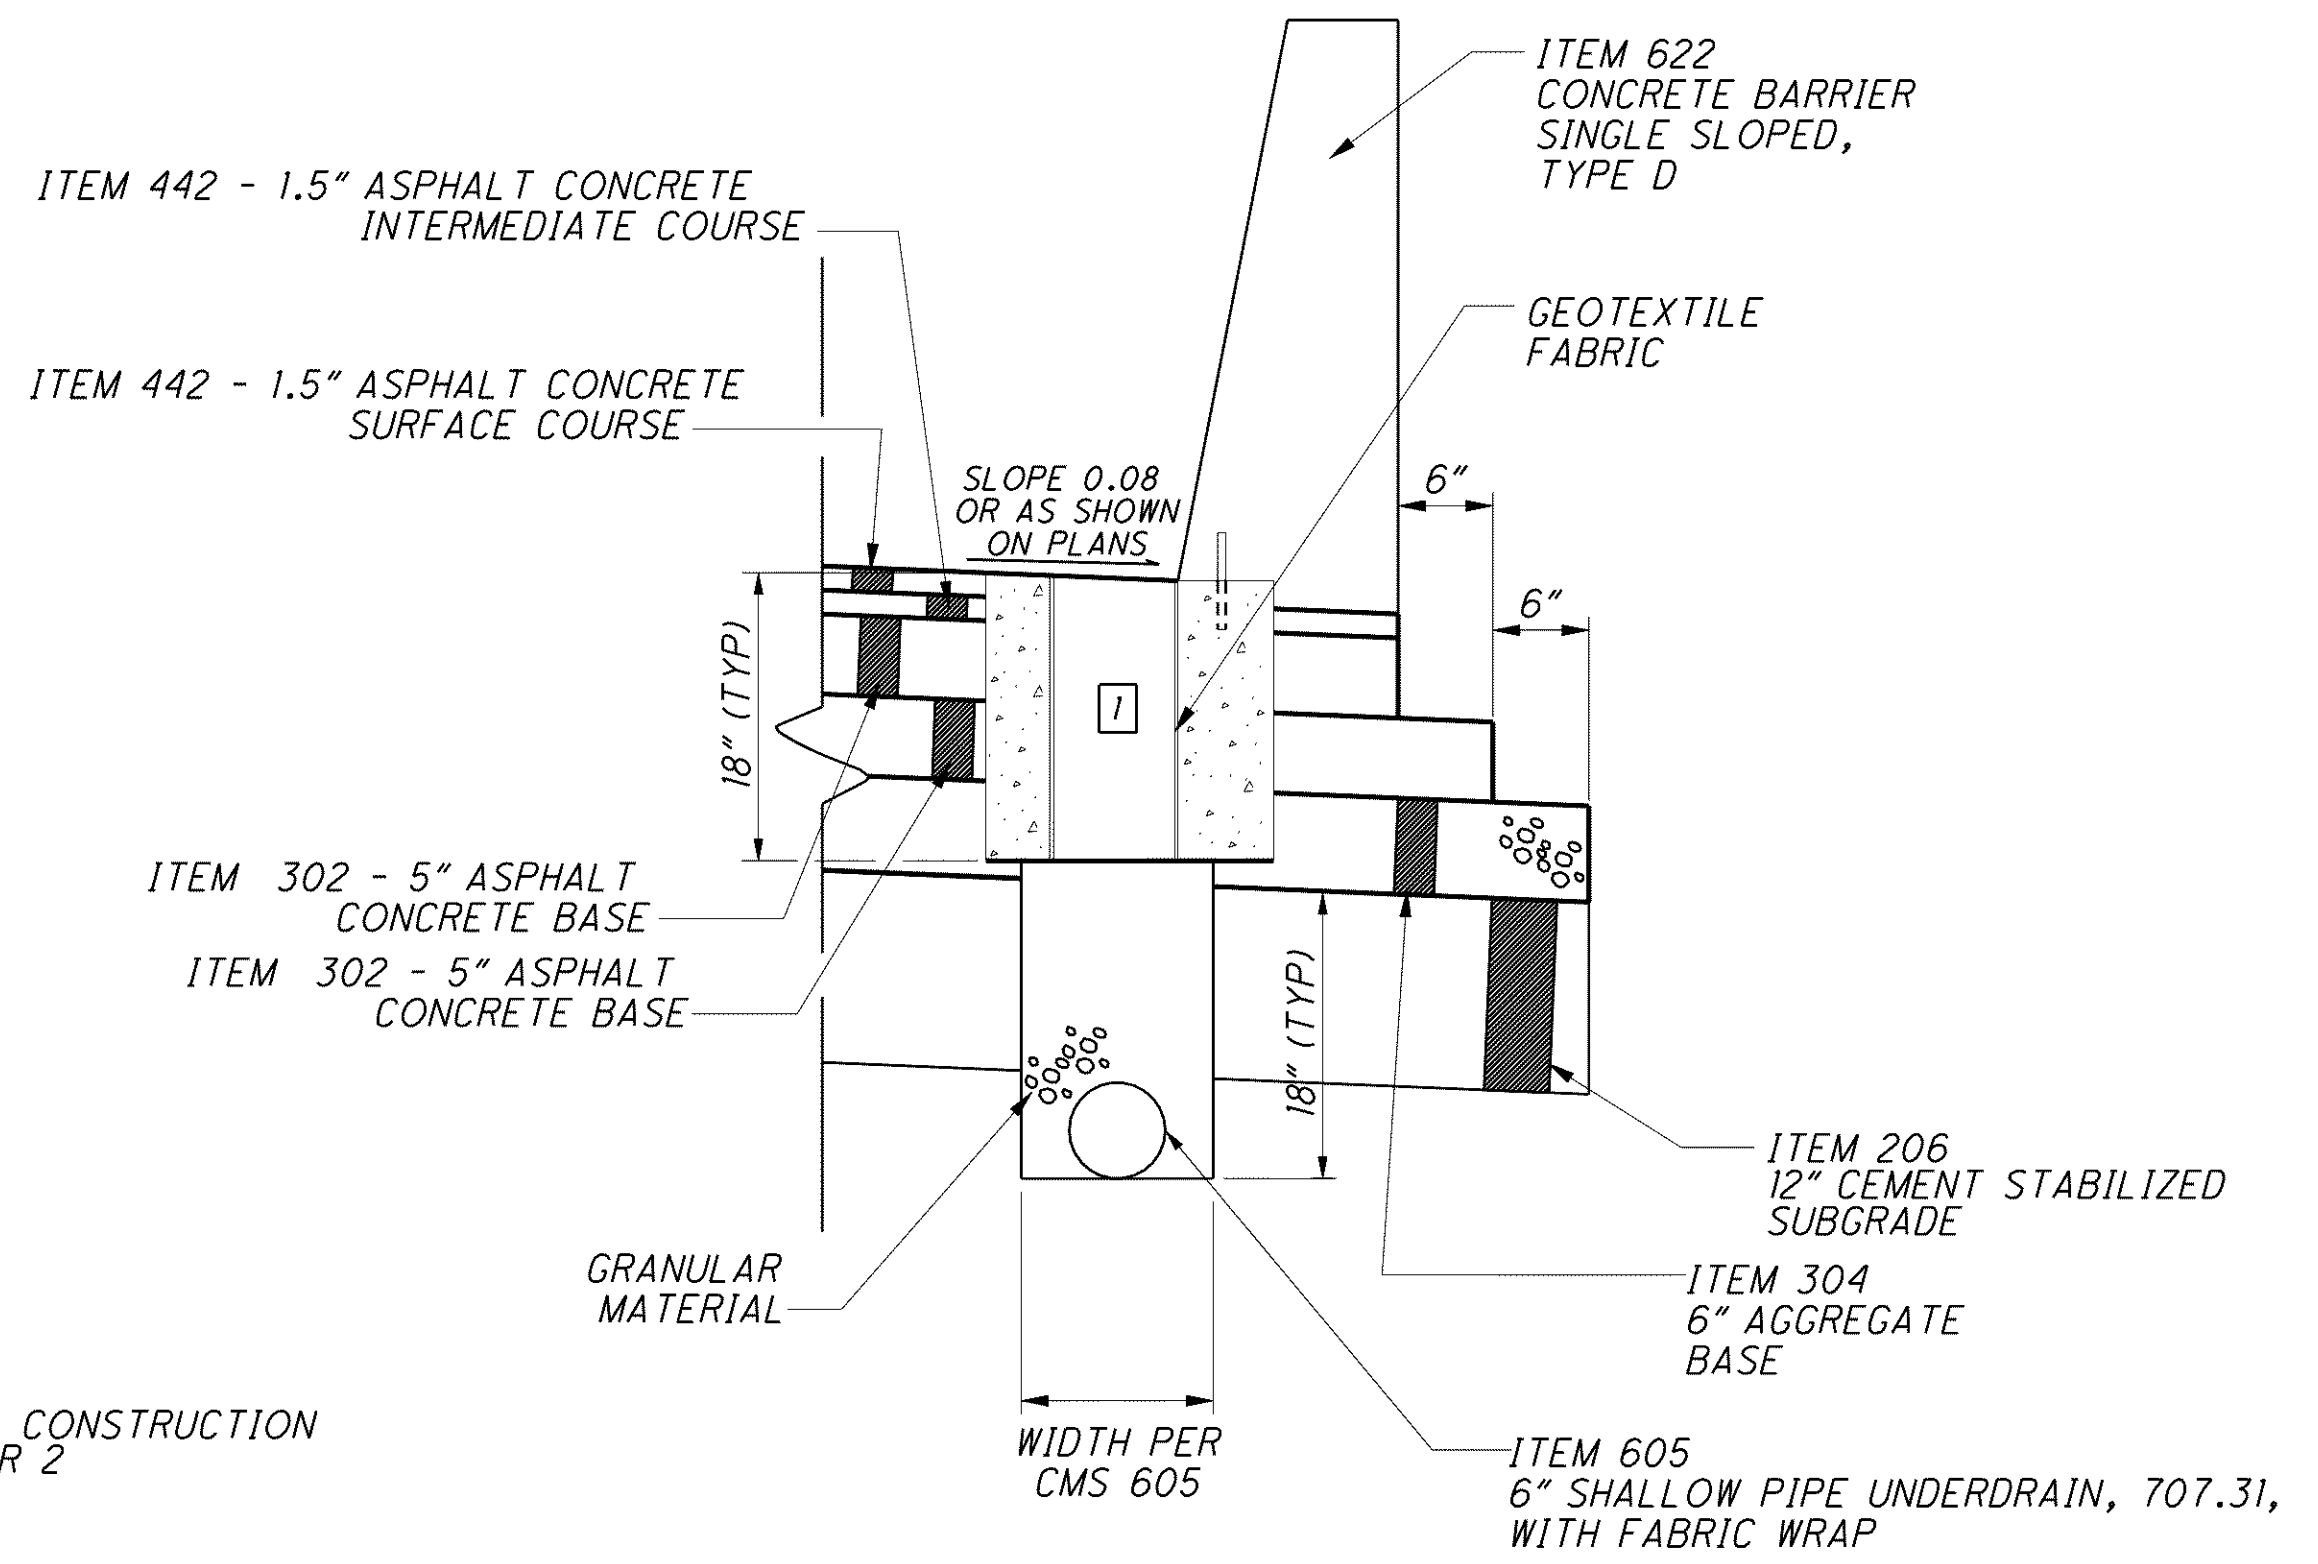 ITEM 622
CONCRETE BARRIER
SINGLE SLOPED,
TYPE D
ITEM 442 - 1.5" ASPHALT CONCRETE
INTERMEDIATE COURSE
GEOTEXTILE
FABRIC
ITEM 442 - 1.5" ASPHALT CONCRETE
SURFACE COURSE
SLOPE 0.08
OR AS SHOWN
ON PLANS
6"
6"
18" (TYP)
1
ITEM 302 - 5" ASPHALT
CONCRETE BASE
ITEM 302 - 5" ASPHALT
CONCRETE BASE
18" (TYP)
ITEM 206
12" CEMENT STABILIZED
SUBGRADE
GRANULAR
MATERIAL
ITEM 304
6" AGGREGATE
BASE
CONSTRUCTION
R 2
WIDTH PER
CMS 605
ITEM 605
6" SHALLOW PIPE UNDERDRAIN, 707.31,
WITH FABRIC WRAP